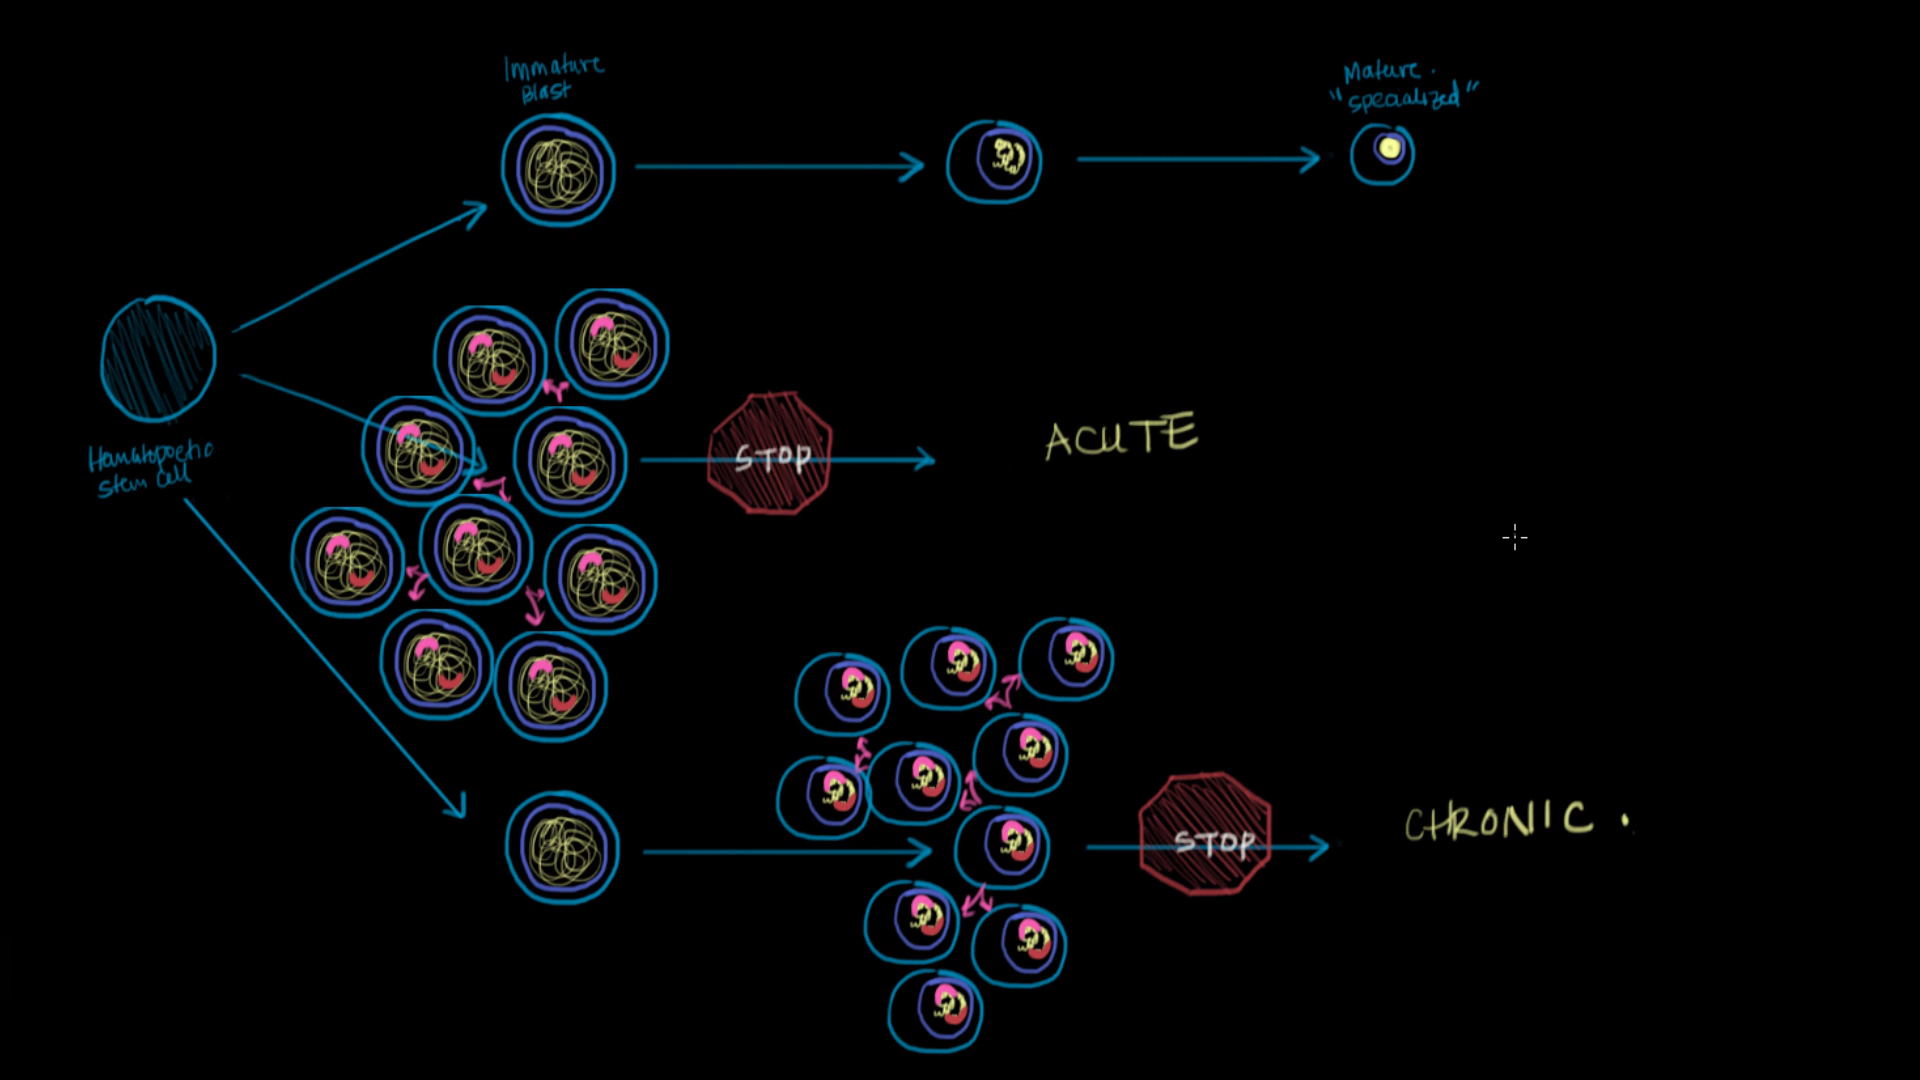 Immature
Blast
Mature.
"specialized"
Hematopoetic
stem cell
STOP
ACUTE
STOP
CHRONIC.